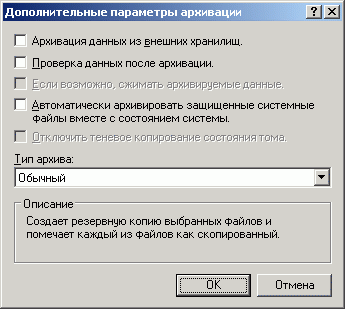 Дополнительные параметры архивации
Архивация данных из внешних хранилищ.
Проверка данных после архивации.
Если возможно, сжимать архивируемые данные.
Автоматически архивировать защищенные системные
файлы вместе с состоянием системы.
Отключить теневое копирование состояния тома.
Тип архива:
Обычный
Описание
Создает резервную копию выбранных файлов и
помечает каждый из файлов как скопированный.
OK
Отмена